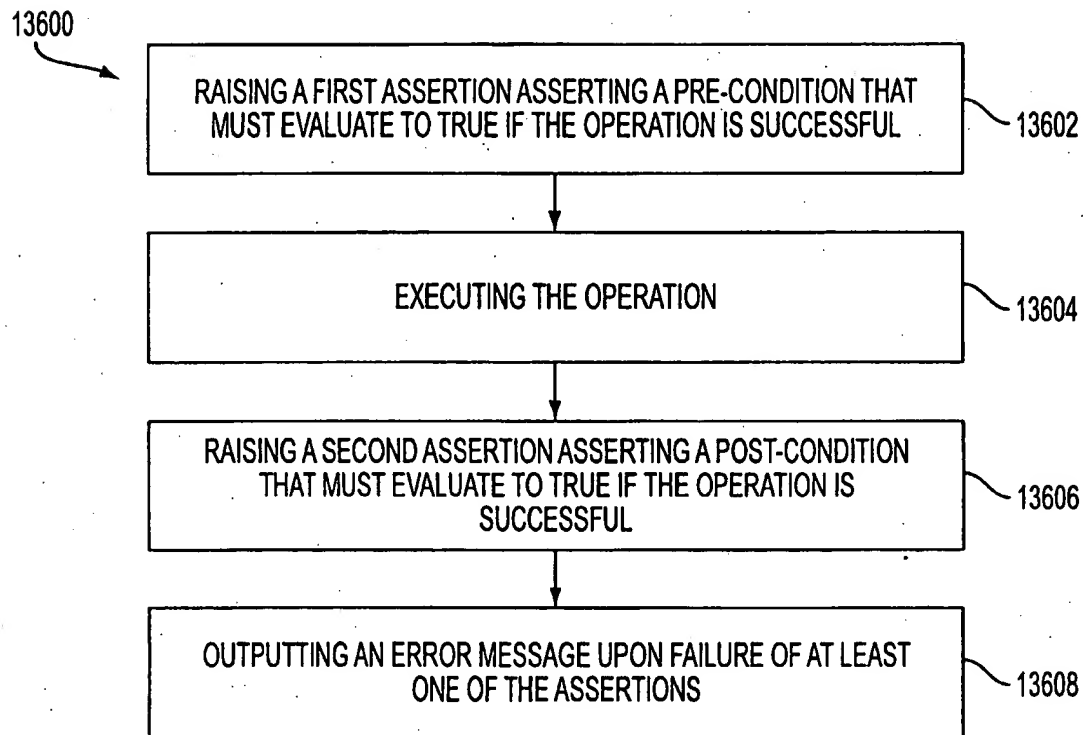 13600
RAISING A FIRST ASSERTION ASSERTING A PRE-CONDITION THAT
MUST EVALUATE TO TRUE IF THE OPERATION IS SUCCESSFUL
13602
EXECUTING THE OPERATION
13604
RAISING A SECOND ASSERTION ASSERTING A POST-CONDITION
THAT MUST EVALUATE TO TRUE IF THE OPERATION IS
SUCCESSFUL
13606
OUTPUTTING AN ERROR MESSAGE UPON FAILURE OF AT LEAST
ONE OF THE ASSERTIONS
13608